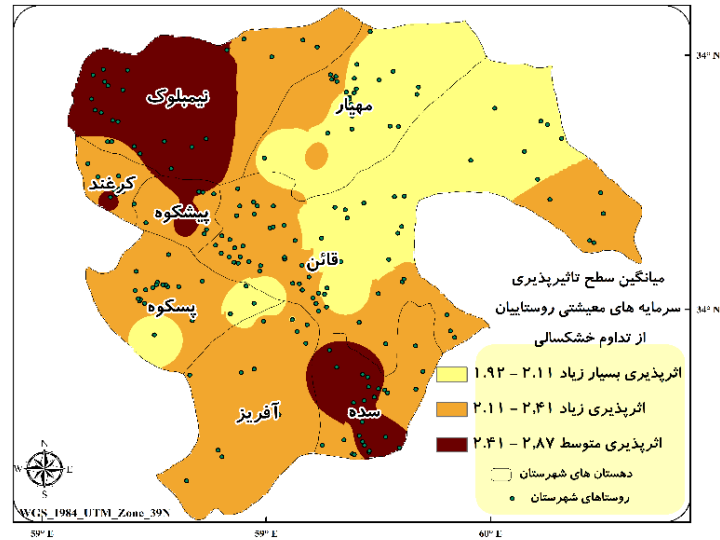 34° N
نیمبلوک
مهیار
کرغند
پیشکوه
قائن
پسکوه
34° N
آفریز
سده
میانگین سطح تاثیرپذیری
سرمایه های معیشتی روستاییان
از تداوم خشکسالی
اثرپذیری بسیار زیاد ۲.۱۱ - ۱.۹۲
اثرپذیری زیاد ۲,۴۱ - ۲.۱۱
اثرپذیری متوسط ۲,۸۷ - ۲.۴۱
دهستان های شهرستان
روستاهای شهرستان
N
W E
S
WGS_1984_UTM_Zone_39N
59° E
59° E
60° E